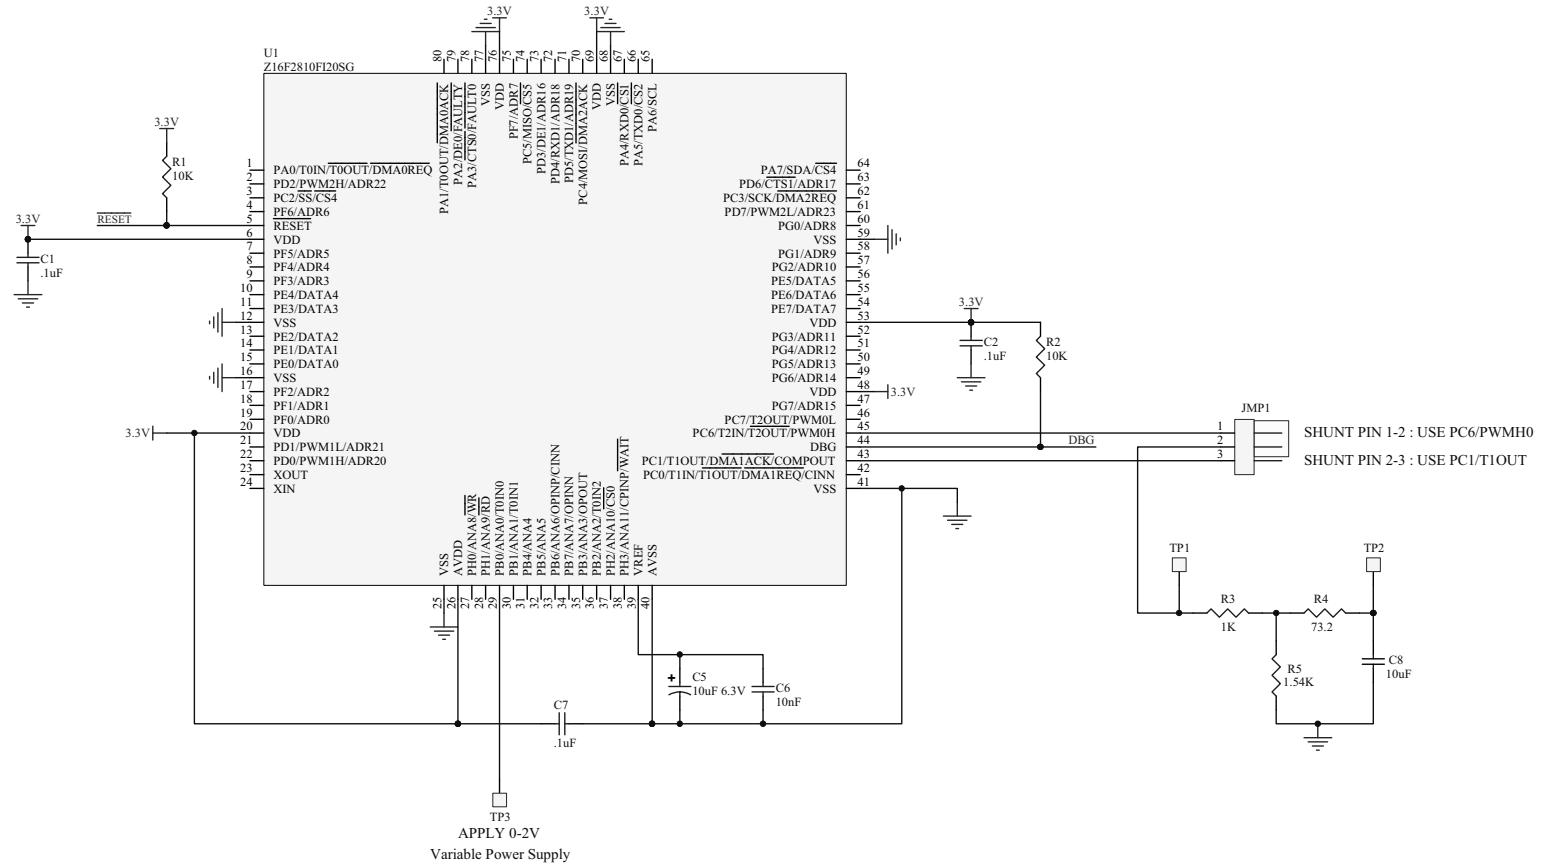 3.3V
3.3V
80
79
78
77
76
75
74
73
72
71
70
69
68
67
66
65
U1
Z16F2810FI20SG
PA1/T0OUT/DMA0ACK
PA2/DE0/FAULTY
PA3/CTS0/FAULT0
VSS
VDD
PF7/ADR7
PC5/MISO/CS5
PD3/DE1/ADR16
PD4/RXD1/ADR18
PD5/TXD1/ADR19
PC4/MOSI/DMA2ACK
VDD
VSS
PA4/RXD0/CS1
PA5/TXD0/CS2
PA6/SCL
3.3V
R1
10K
RESET
3.3V
C1
.1uF
1 PA0/T0IN/T0OUT/DMA0REQ
2 PD2/PWM2H/ADR22
3 PC2/SS/CS4
4 PF6/ADR6
5 RESET
6 VDD
7 PF5/ADR5
8 PF4/ADR4
9 PF3/ADR3
10 PE4/DATA4
11 PE3/DATA3
12 VSS
13 PE2/DATA2
14 PE1/DATA1
15 PE0/DATA0
16 VSS
17 PF2/ADR2
18 PF1/ADR1
19 PF0/ADR0
3.3V
20 VDD
21 PD1/PWM1L/ADR21
22 PD0/PWM1H/ADR20
23 XOUT
24 XIN
PA7/SDA/CS4 64
PD6/CTS1/ADR17 63
PC3/SCK/DMA2REQ 62
PD7/PWM2L/ADR23 61
PG0/ADR8 60
VSS 59
PG1/ADR9 58
PG2/ADR10 57
PE5/DATA5 56
PE6/DATA6 55
PE7/DATA7 54
VDD 53
PG3/ADR11 52
PG4/ADR12 51
PG5/ADR13 50
PG6/ADR14 49
VDD 48
PG7/ADR15 47
PC7/T2OUT/PWM0L 46
PC6/T2IN/T2OUT/PWM0H 45
DBG 44
PC1/T1OUT/DMA1ACK/COMPOUT 43
PC0/T1IN/T1OUT/DMA1REQ/CINN 42
VSS 41
3.3V
C2
.1uF
R2
10K
3.3V
DBG
JMP1
1
2
3
SHUNT PIN 1-2 : USE PC6/PWMH0
SHUNT PIN 2-3 : USE PC1/T1OUT
VSS
AVDD
PH0/ANA8/WR
PH1/ANA9/RD
PB0/ANA0/T0IN0
PB1/ANA1/T0IN1
PB4/ANA4
PB5/ANA5
PB6/ANA6/OPINP/CINN
PB7/ANA7/OPINN
PB3/ANA3/OPOUT
PB2/ANA2/T0IN2
PH2/ANA10/CS0
PH3/ANA11/CPINP/WAIT
VREF
AVSS
25
26
27
28
29
30
31
32
33
34
35
36
37
38
39
40
TP1
TP2
R3
1K
R4
73.2
R5
1.54K
C8
10uF
+
C5
10uF 6.3V
C6
10nF
C7
.1uF
TP3
APPLY 0-2V
Variable Power Supply